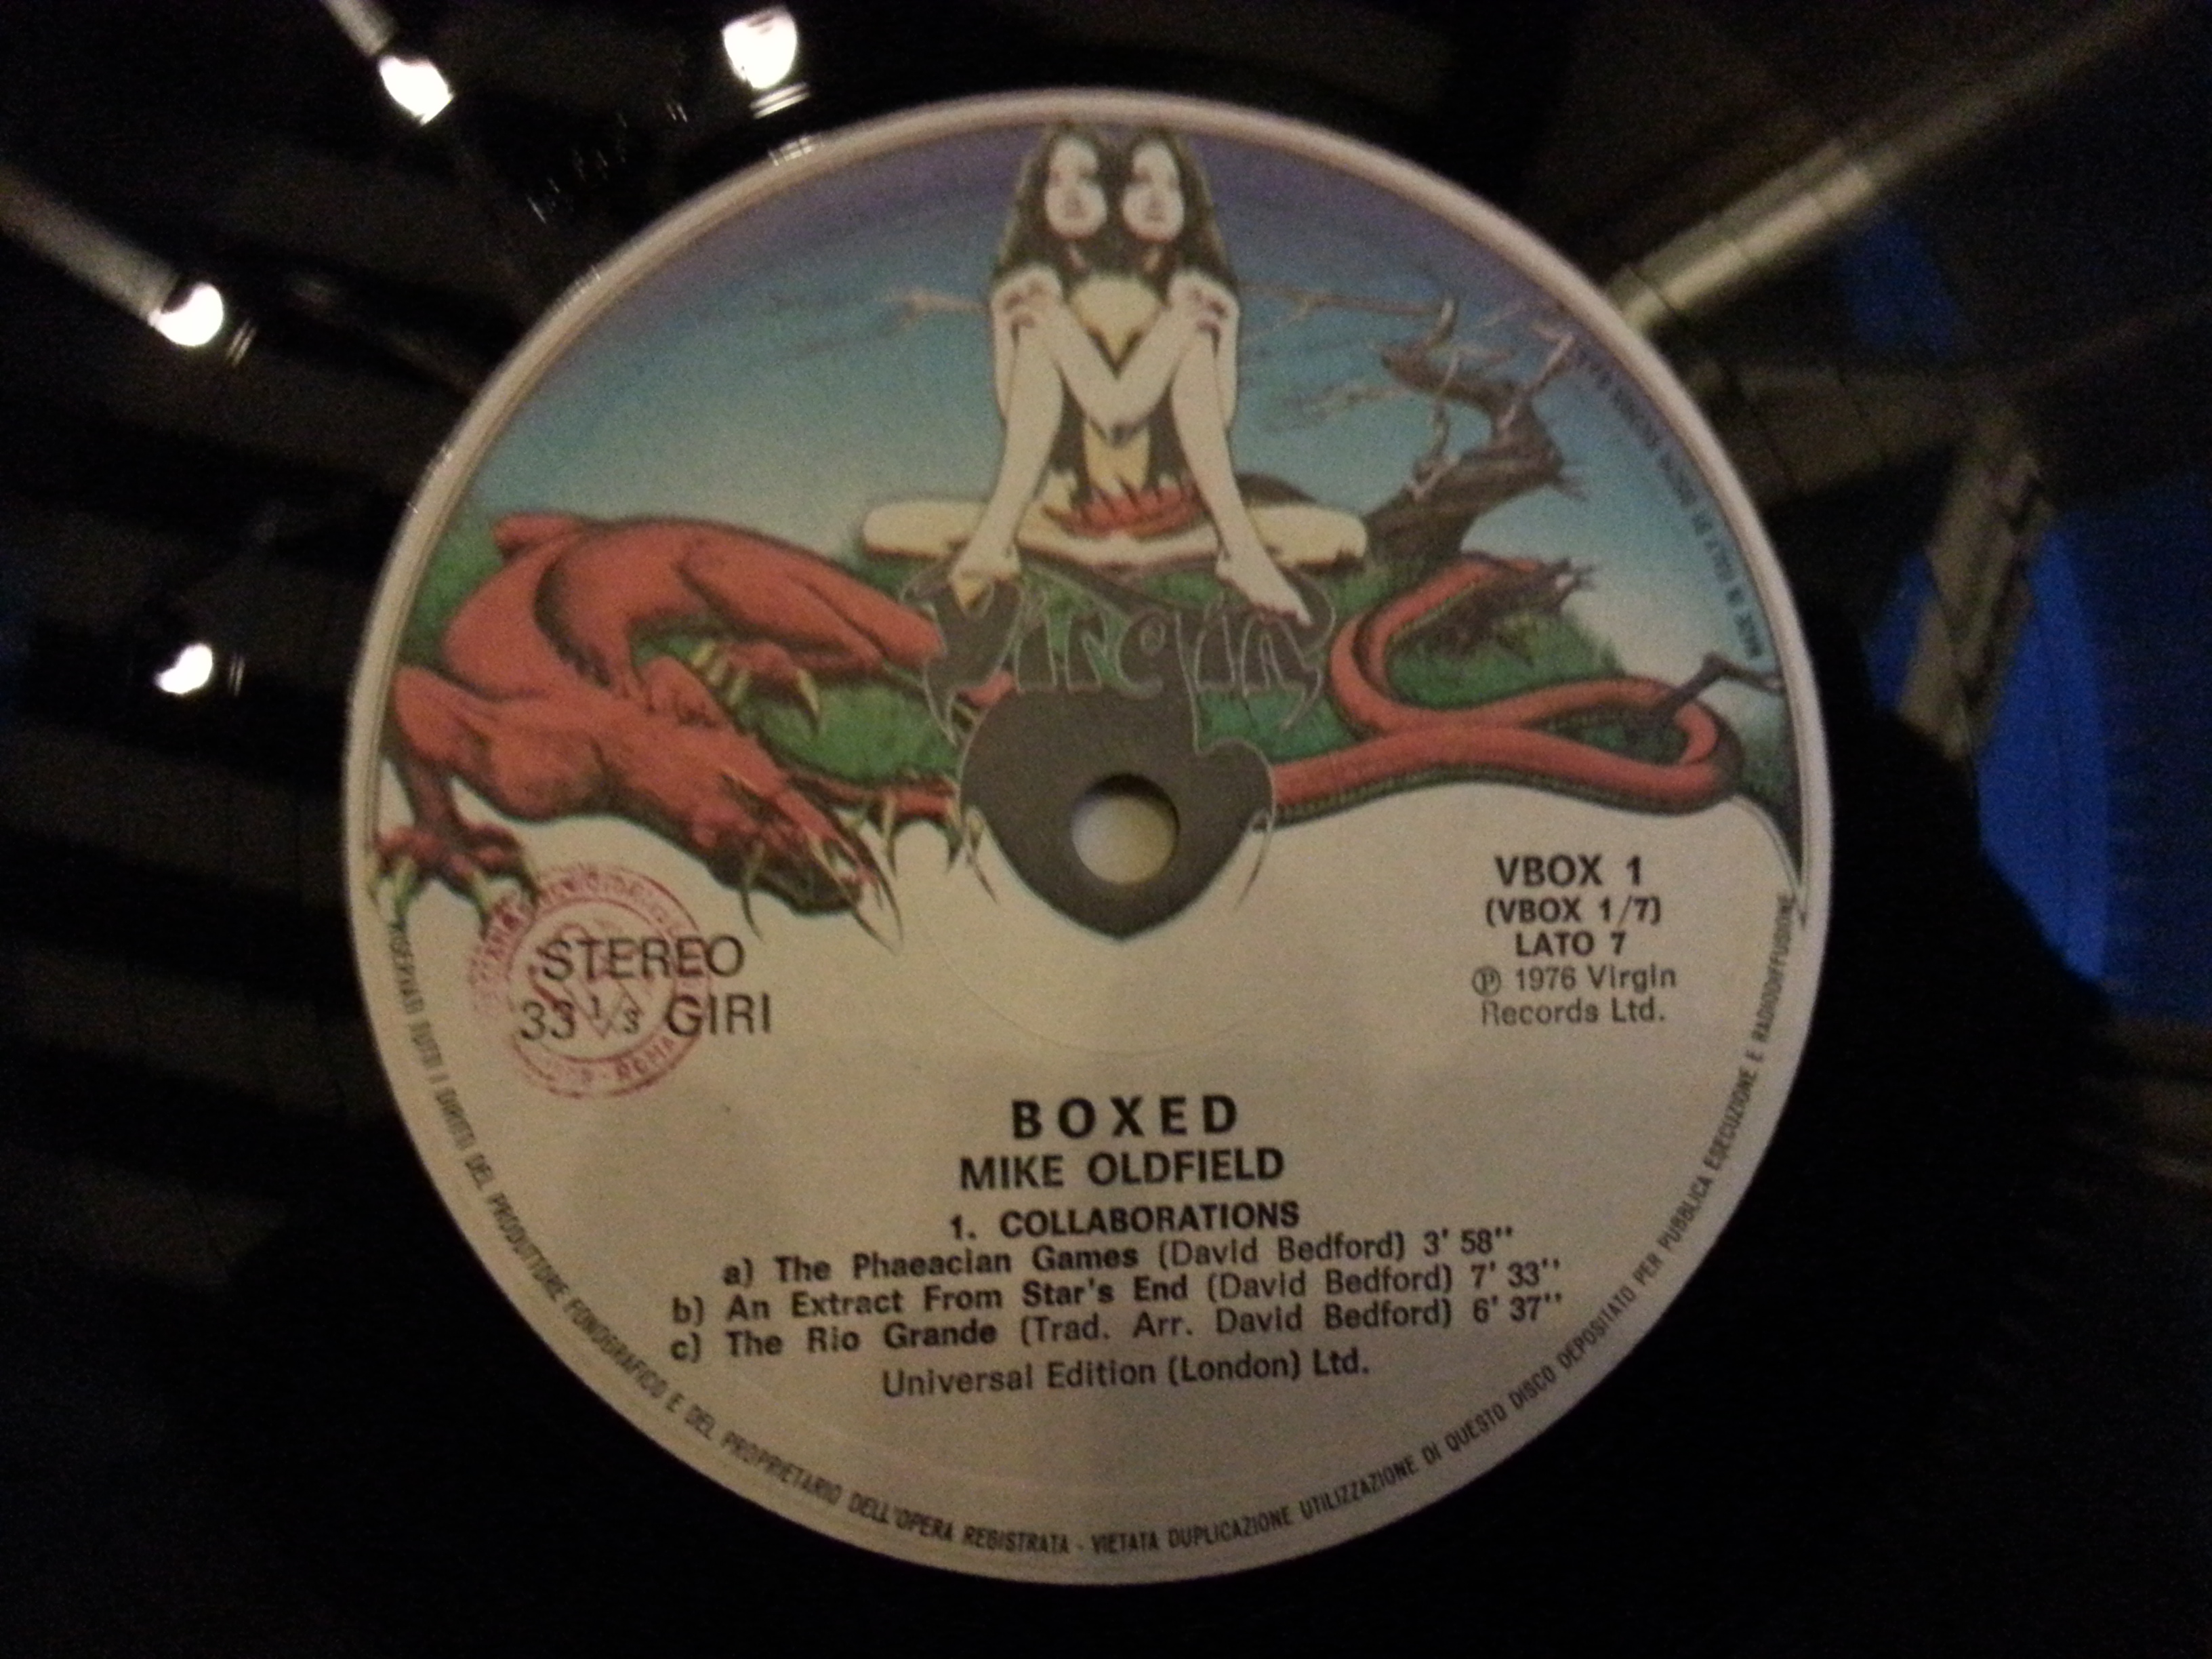 Virgin
STEREO
33 1/3 GIRI
VBOX 1
(VBOX 1/7)
LATO 7
Ⓟ 1976 Virgin
Records Ltd.
BOXED
MIKE OLDFIELD
1. COLLABORATIONS
a) The Phaeacian Games (David Bedford) 3' 58''
b) An Extract From Star's End (David Bedford) 7' 33''
c) The Rio Grande (Trad. Arr. David Bedford) 6' 37''
Universal Edition (London) Ltd.
RISERVATI TUTTI I DIRITTI DEL PRODUTTORE FONOGRAFICO E DEL PROPRIETARIO DELL'OPERA REGISTRATA - VIETATA DUPLICAZIONE UTILIZZAZIONE DI QUESTO DISCO DEPOSITATO PER PUBBLICA ESECUZIONE E RADIODIFFUSIONE
ROMA